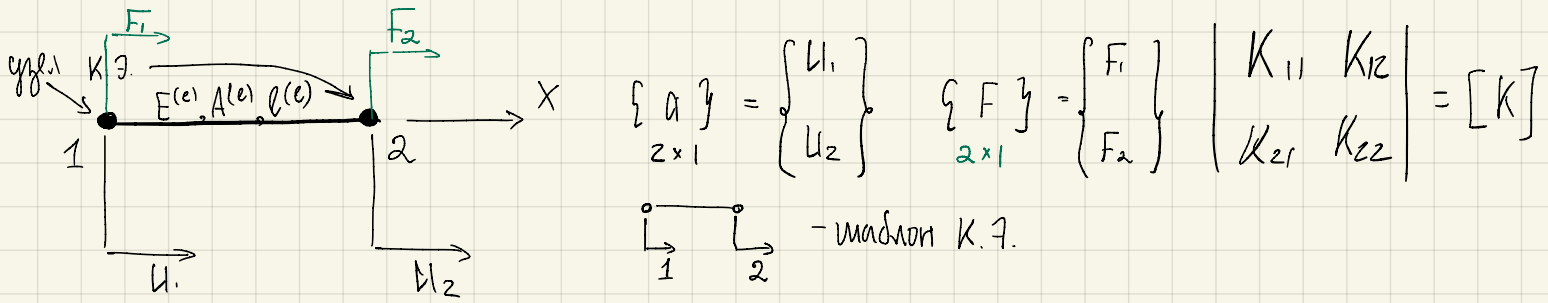 F₁
F₂
узел К.Э.
E⁽ᵉ⁾, A⁽ᵉ⁾, ℓ⁽ᵉ⁾
1
2
X
U₁
U₂
{ a } = { U₁ U₂ }
2×1
{ F } = { F₁ F₂ }
2×1
| K₁₁ K₁₂ |
| K₂₁ K₂₂ | = [K]
1 2
- шаблон К.Э.